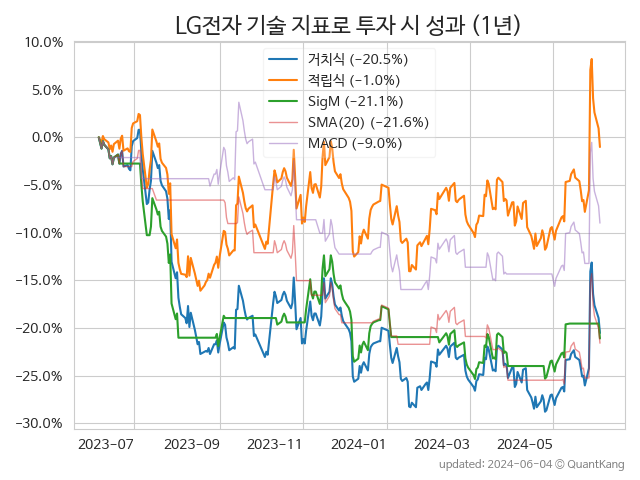 LG전자 기술 지표로 투자 시 성과 (1년)
거치식 (−20.5%)
적립식 (−1.0%)
SigM (−21.1%)
SMA(20) (−21.6%)
MACD (−9.0%)
10.0%
5.0%
0.0%
−5.0%
−10.0%
−15.0%
−20.0%
−25.0%
−30.0%
2023-07 2023-09 2023-11 2024-01 2024-03 2024-05
updated: 2024-06-04 © QuantKang